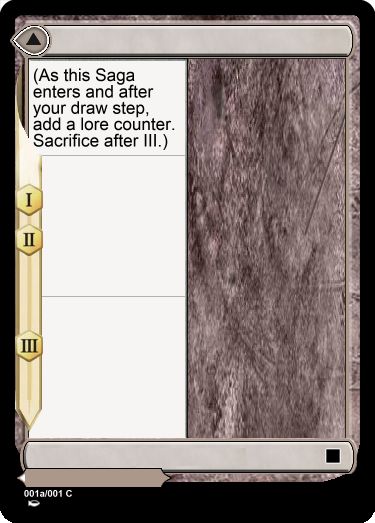 (As this Saga
enters and after
your draw step,
add a lore counter.
Sacrifice after III.)
I
II
III
001a/001 C